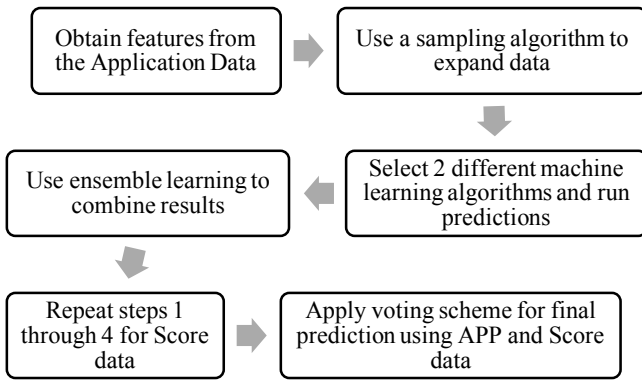 Obtain features from
the Application Data
Use a sampling algorithm to
expand data
Select 2 different machine
learning algorithms and run
predictions
Use ensemble learning to
combine results
Repeat steps 1
through 4 for Score
data
Apply voting scheme for final
prediction using APP and Score
data